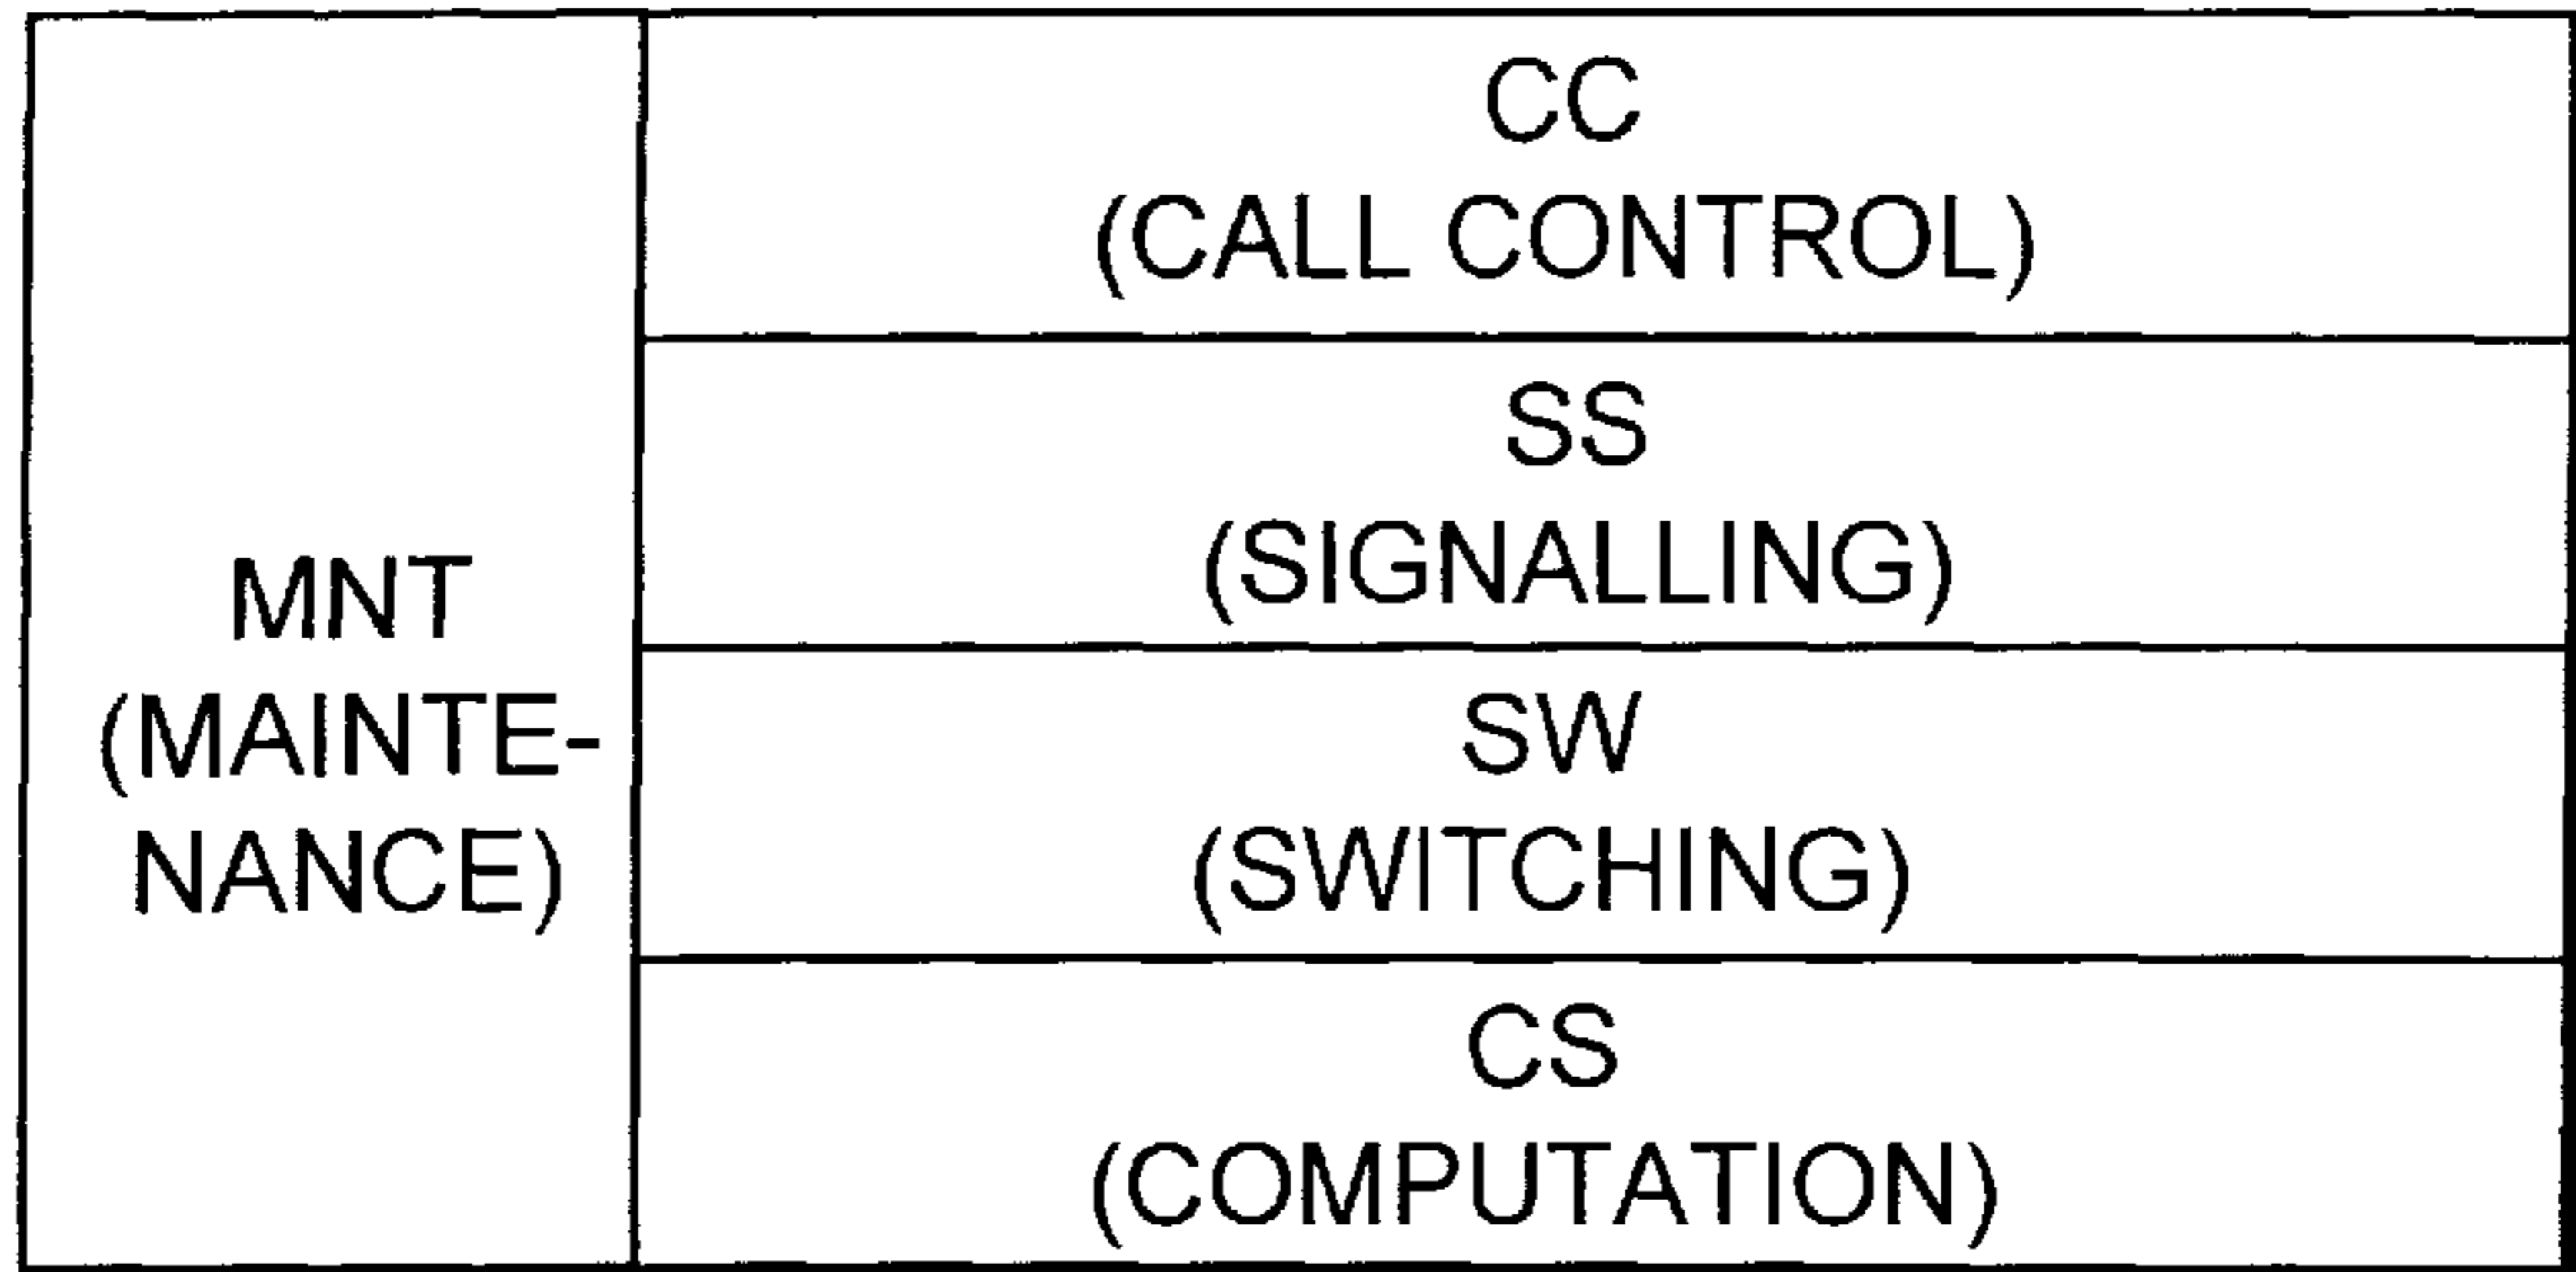 MNT
(MAINTE-
NANCE)
CC
(CALL CONTROL)
SS
(SIGNALLING)
SW
(SWITCHING)
CS
(COMPUTATION)